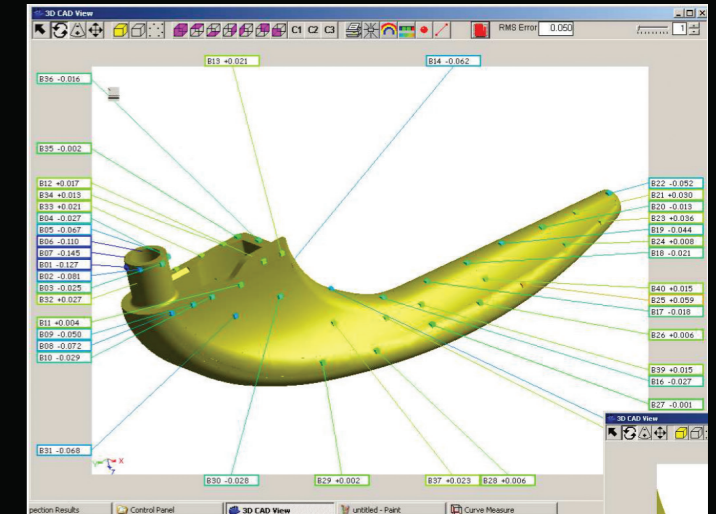 3D CAD View
C1 C2 C3 RMS Error 0.050 1
B13 +0.021 B14 -0.062
B36 -0.016
B35 -0.002
B12 +0.017
B34 +0.013
B33 +0.021
B04 -0.027
B05 -0.067
B06 -0.110
B07 -0.145
B01 -0.127
B02 -0.081
B03 -0.025
B32 +0.027
B11 +0.004
B09 -0.050
B08 -0.072
B10 -0.029
B31 -0.068
B22 -0.052
B21 +0.030
B20 -0.013
B23 +0.036
B19 -0.044
B24 +0.008
B18 -0.021
B40 +0.015
B25 +0.059
B17 -0.018
B26 +0.006
B39 +0.015
B16 -0.027
B27 -0.001
3D CAD View
X
Z
B30 -0.028 B29 +0.002 B37 +0.023 B28 +0.006
pection Results Control Panel 3D CAD View untitled - Paint Curve Measure